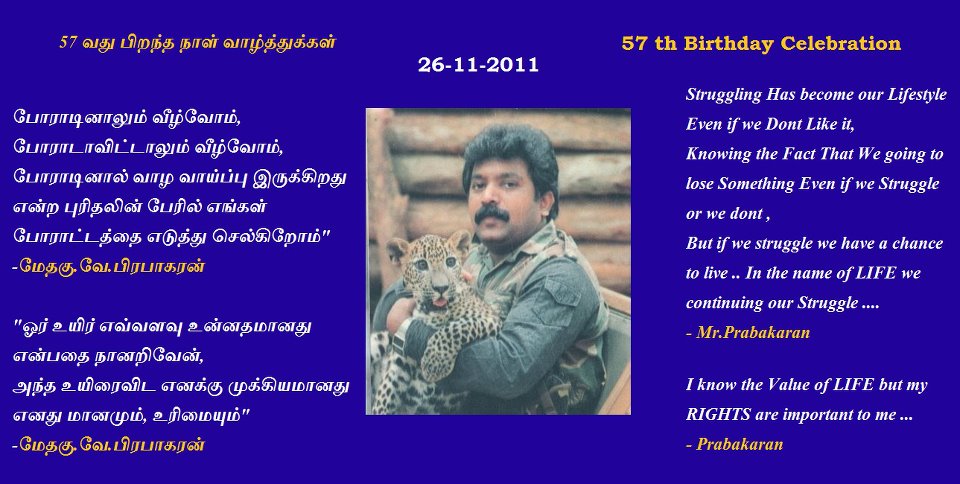 57 வது பிறந்த நாள் வாழ்த்துக்கள்
57 th Birthday Celebration
26-11-2011
போராடினாலும் வீழ்வோம்,
போராடாவிட்டாலும் வீழ்வோம்,
போராடினால் வாழ வாய்ப்பு இருக்கிறது
என்ற புரிதலின் பேரில் எங்கள்
போராட்டத்தை எடுத்து செல்கிறோம்"
-மேதகு.வே.பிரபாகரன்
"ஓர் உயிர் எவ்வளவு உன்னதமானது
என்பதை நானறிவேன்,
அந்த உயிரைவிட எனக்கு முக்கியமானது
எனது மானமும், உரிமையும்"
-மேதகு.வே.பிரபாகரன்
Struggling Has become our Lifestyle
Even if we Dont Like it,
Knowing the Fact That We going to
lose Something Even if we Struggle
or we dont ,
But if we struggle we have a chance
to live .. In the name of LIFE we
continuing our Struggle ....
- Mr.Prabakaran
I know the Value of LIFE but my
RIGHTS are important to me ...
- Prabakaran